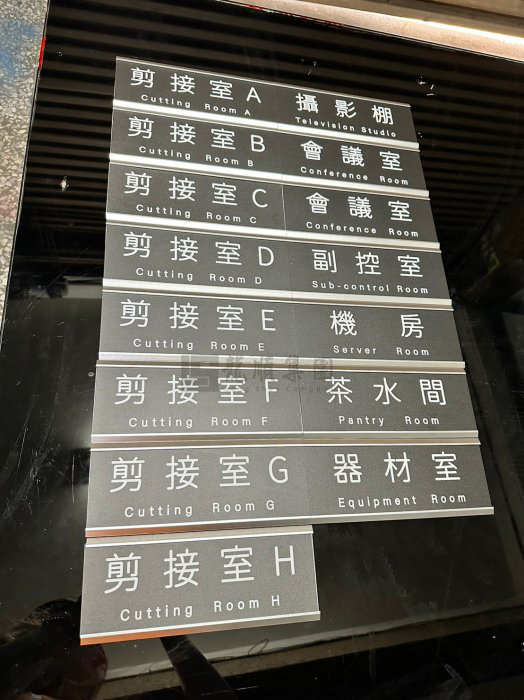 剪接室A
Cutting Room A
攝影棚
Television Studio
剪接室B
Cutting Room B
會議室
Conference Room
剪接室C
Cutting Room C
會議室
Conference Room
剪接室D
Cutting Room D
副控室
Sub-control Room
剪接室E
Cutting Room E
機房
Server Room
剪接室F
Cutting Room F
茶水間
Pantry Room
剪接室G
Cutting Room G
器材室
Equipment Room
剪接室H
Cutting Room H